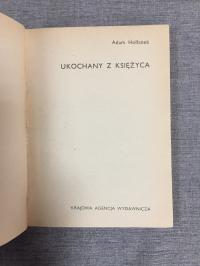 Adam Hollanek
UKOCHANY Z KSIĘŻYCA
KRAJOWA AGENCJA WYDAWNICZA